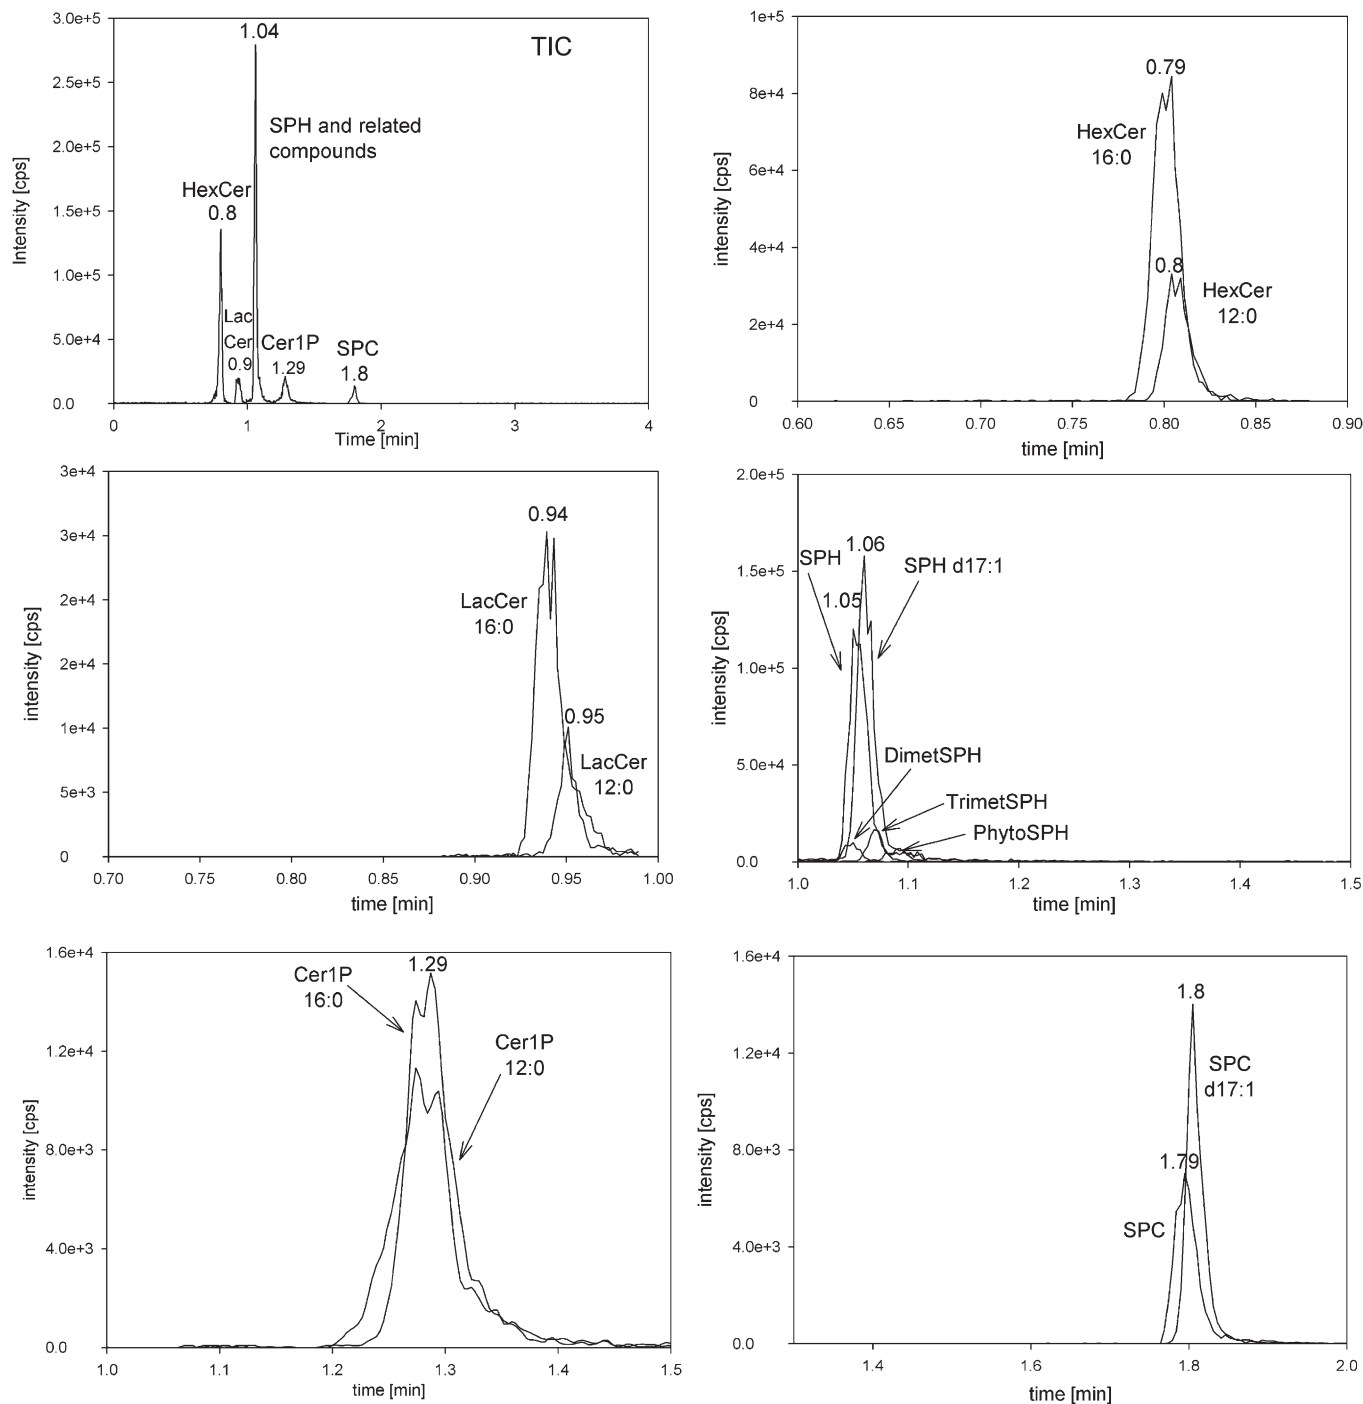 3.0e+5
2.5e+5
2.0e+5
1.5e+5
1.0e+5
5.0e+4
0.0
Intensity [cps]
1.04
TIC
SPH and related
compounds
HexCer
0.8
Lac
Cer
0.9
Cer1P
1.29
SPC
1.8
0
1
2
3
4
Time [min]
1e+5
8e+4
6e+4
4e+4
2e+4
0
intensity [cps]
0.79
HexCer
16:0
0.8
HexCer
12:0
0.60
0.65
0.70
0.75
0.80
0.85
0.90
time [min]
3e+4
3e+4
2e+4
2e+4
1e+4
5e+3
0
intensity [cps]
0.94
LacCer
16:0
0.95
LacCer
12:0
0.70
0.75
0.80
0.85
0.90
0.95
1.00
time [min]
2.0e+5
1.5e+5
1.0e+5
5.0e+4
0.0
intensity [cps]
1.06
SPH
SPH d17:1
1.05
DimetSPH
TrimetSPH
PhytoSPH
1.0
1.1
1.2
1.3
1.4
1.5
time [min]
1.6e+4
1.2e+4
8.0e+3
4.0e+3
0.0
intensity [cps]
1.29
Cer1P
16:0
Cer1P
12:0
1.0
1.1
1.2
1.3
1.4
1.5
time [min]
1.6e+4
1.2e+4
8.0e+3
4.0e+3
0.0
intensity [cps]
1.8
SPC
d17:1
1.79
SPC
1.4
1.6
1.8
2.0
time [min]